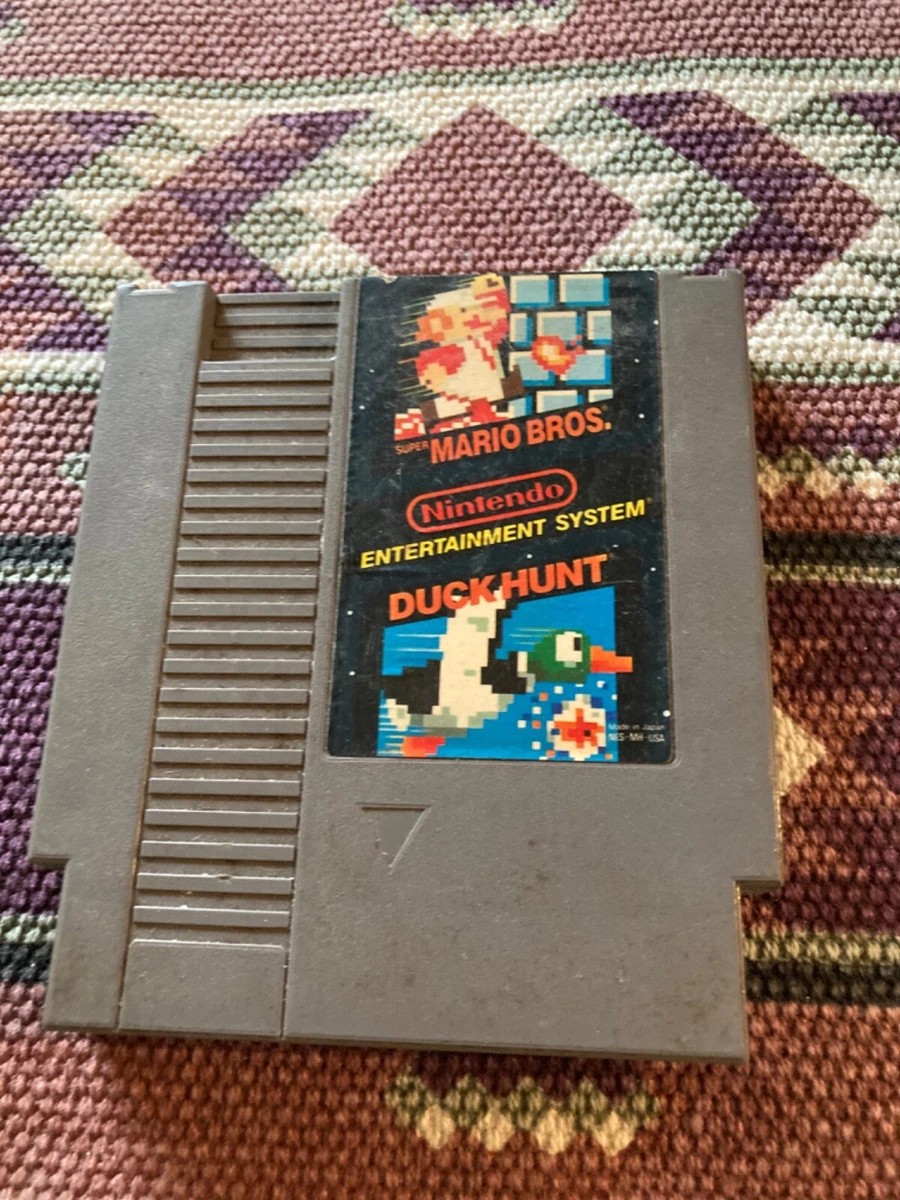 SUPER MARIO BROS.
Nintendo
ENTERTAINMENT SYSTEM
DUCK HUNT
Made in Japan
NES-MH-USA